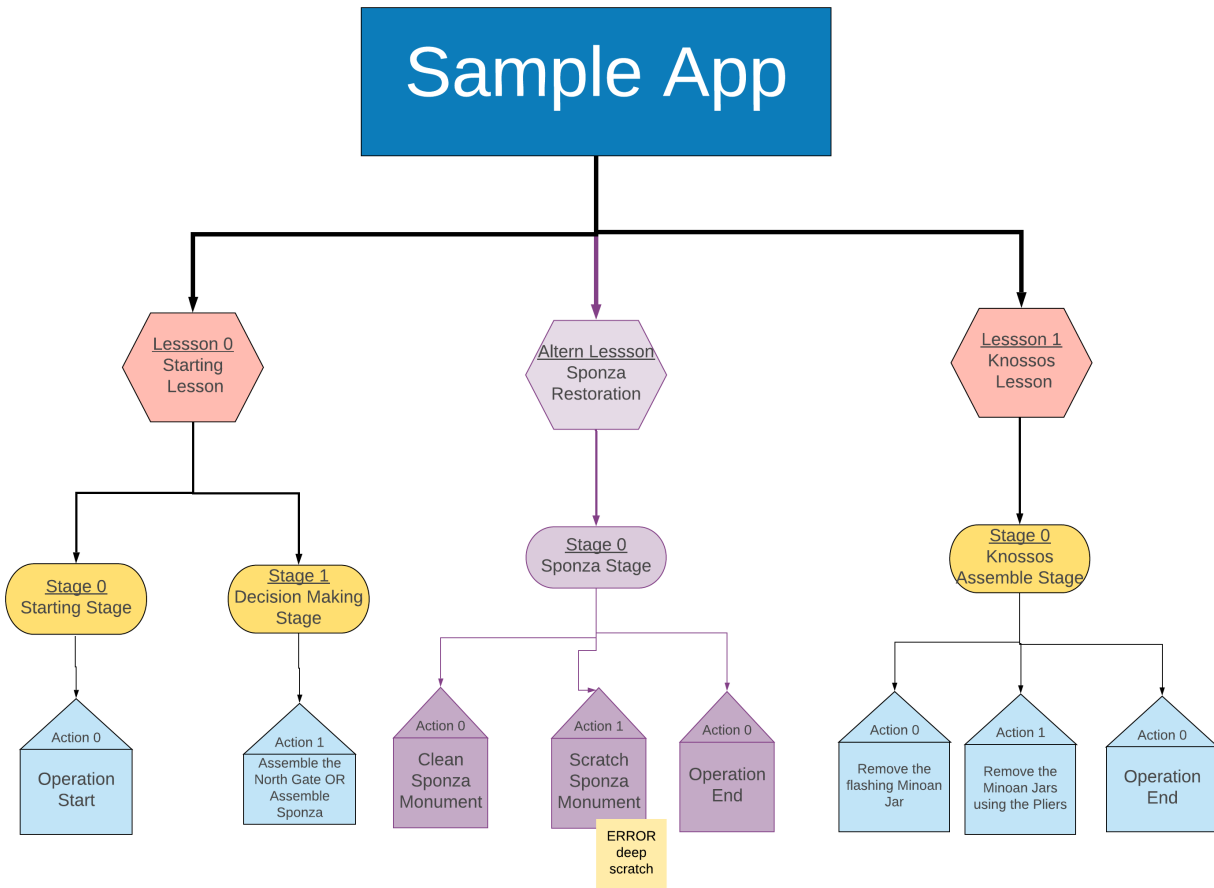 Sample App
Lessson 0
Starting
Lesson
Altern Lessson
Sponza
Restoration
Lessson 1
Knossos
Lesson
Stage 0
Starting Stage
Stage 1
Decision Making
Stage
Stage 0
Sponza Stage
Stage 0
Knossos
Assemble Stage
Action 0
Operation
Start
Action 1
Assemble the
North Gate OR
Assemble
Sponza
Action 0
Clean
Sponza
Monument
Action 1
Scratch
Sponza
Monument
ERROR
deep
scratch
Action 0
Operation
End
Action 0
Remove the
flashing Minoan
Jar
Action 1
Remove the
Minoan Jars
using the Pliers
Action 0
Operation
End